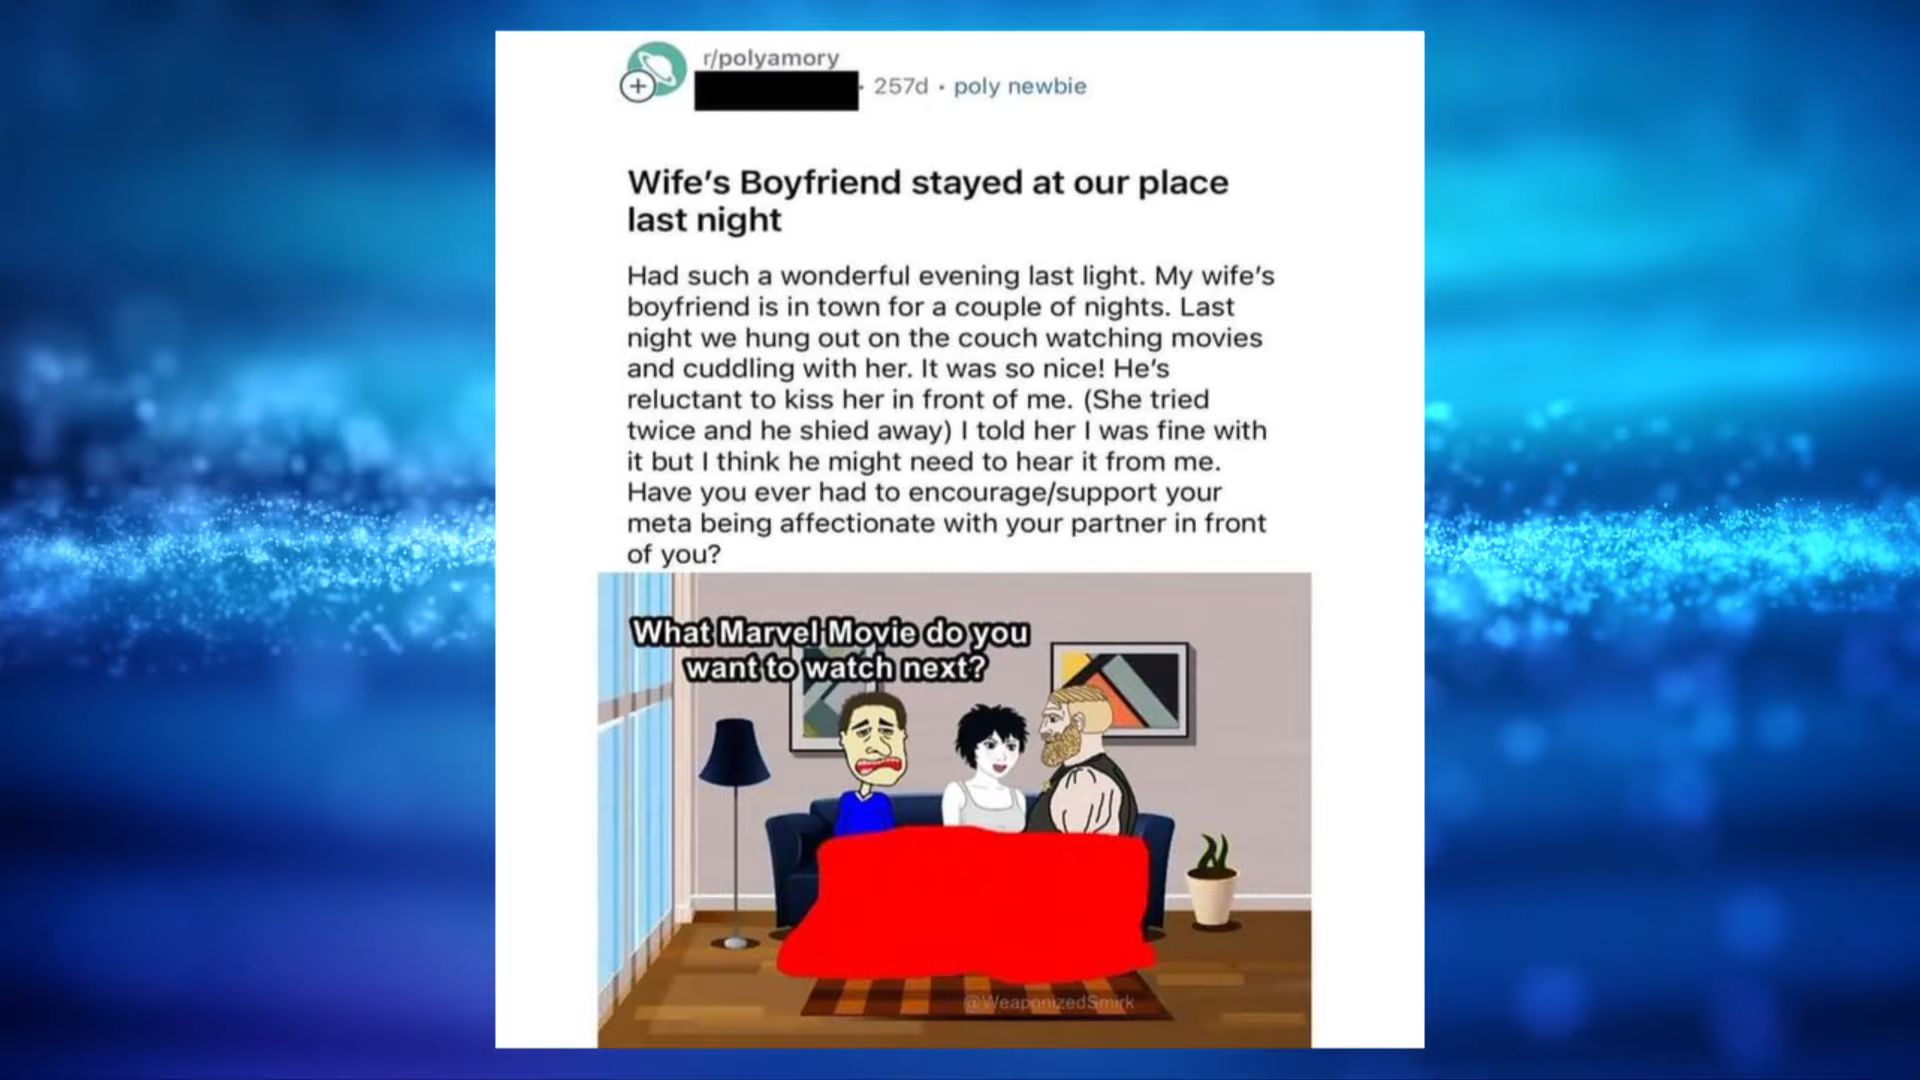 r/polyamory
· 257d · poly newbie
Wife's Boyfriend stayed at our place
last night
Had such a wonderful evening last light. My wife's
boyfriend is in town for a couple of nights. Last
night we hung out on the couch watching movies
and cuddling with her. It was so nice! He's
reluctant to kiss her in front of me. (She tried
twice and he shied away) I told her I was fine with
it but I think he might need to hear it from me.
Have you ever had to encourage/support your
meta being affectionate with your partner in front
of you?
What Marvel Movie do you
want to watch next?
@WeaponizedSmirk